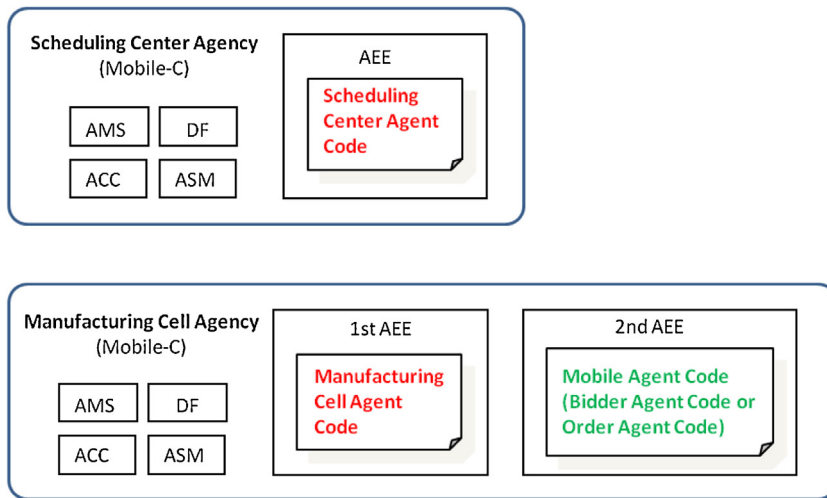 Scheduling Center Agency
(Mobile-C)
AMS
DF
ACC
ASM
AEE
Scheduling
Center Agent
Code
Manufacturing Cell Agency
(Mobile-C)
AMS
DF
ACC
ASM
1st AEE
Manufacturing
Cell Agent
Code
2nd AEE
Mobile Agent Code
(Bidder Agent Code or
Order Agent Code)